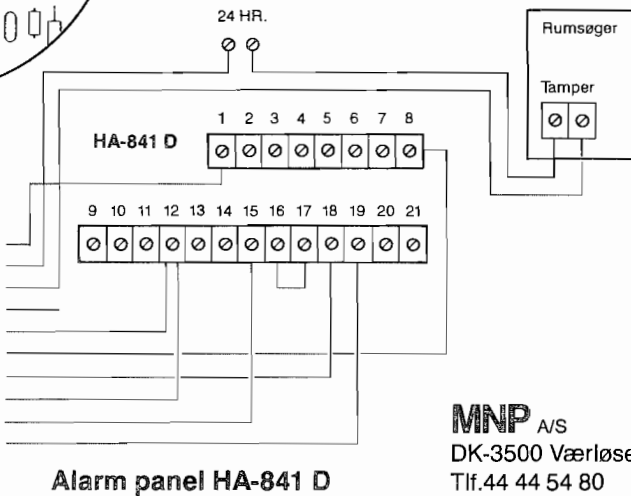 24 HR.
Rumsøger
Tamper
HA-841 D
1 2 3 4 5 6 7 8
9 10 11 12 13 14 15 16 17 18 19 20 21
MNP A/S
DK-3500 Værløse
Tlf.44 44 54 80
Alarm panel HA-841 D